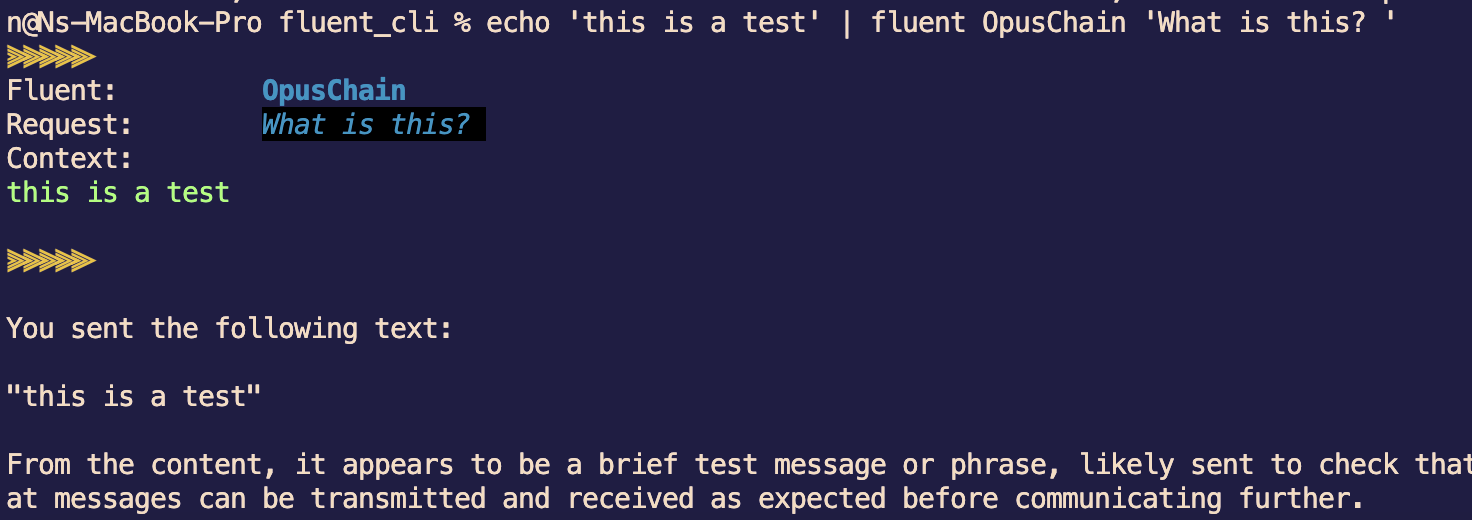 n@Ns-MacBook-Pro fluent_cli % echo 'this is a test' | fluent OpusChain 'What is this? '
⫸⫸⫸⫸⫸⫸
Fluent: OpusChain
Request: What is this?
Context:
this is a test
⫸⫸⫸⫸⫸⫸
You sent the following text:
"this is a test"
From the content, it appears to be a brief test message or phrase, likely sent to check that
at messages can be transmitted and received as expected before communicating further.